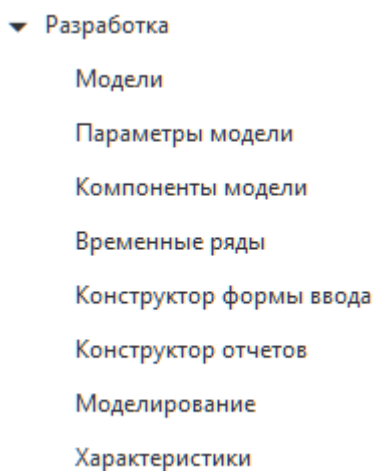 Разработка
Модели
Параметры модели
Компоненты модели
Временные ряды
Конструктор формы ввода
Конструктор отчетов
Моделирование
Характеристики